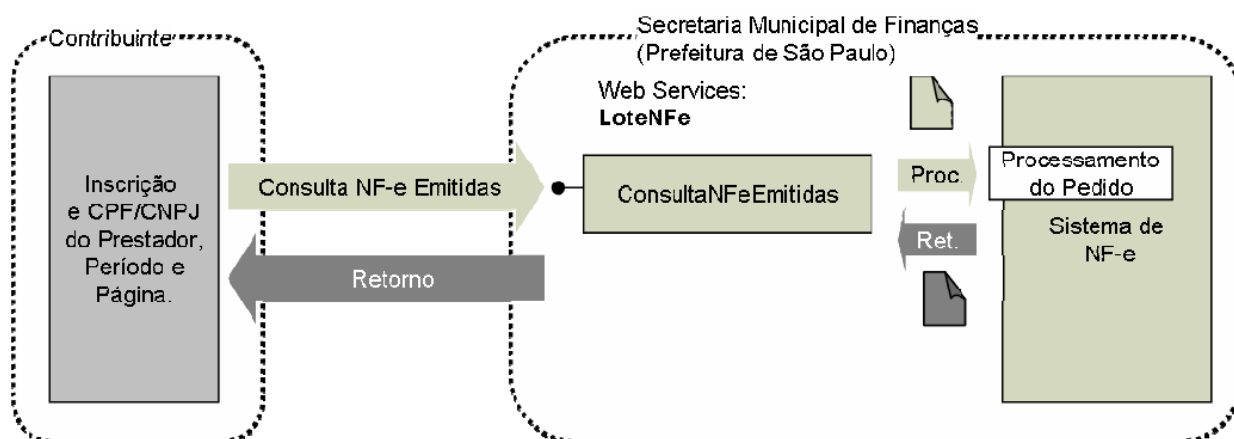 Contribuinte
Secretaria Municipal de Finanças
(Prefeitura de São Paulo)
Web Services:
LoteNFe
Inscrição
e CPF/CNPJ
do Prestador,
Período e
Página.
Consulta NF-e Emitidas
Retorno
ConsultaNFeEmitidas
Proc.
Ret.
Processamento
do Pedido
Sistema de
NF-e